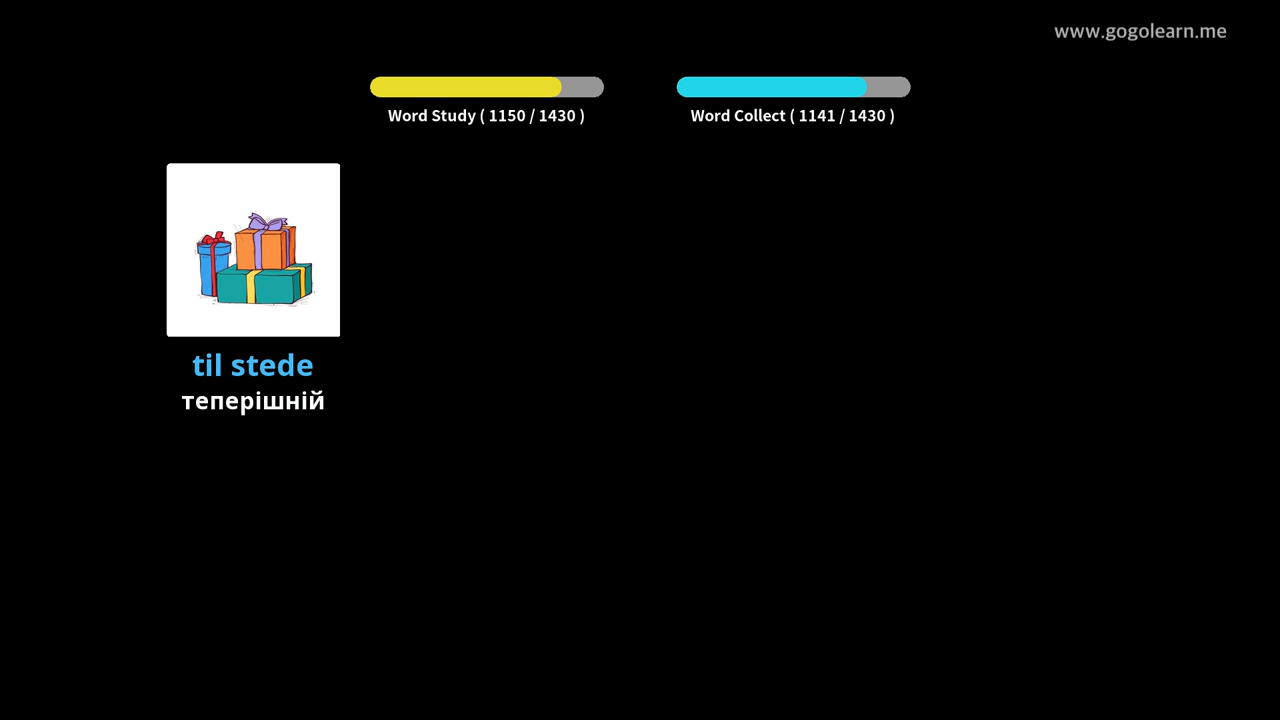 www.gogolearn.me
Word Study ( 1150 / 1430 )
Word Collect ( 1141 / 1430 )
til stede
теперішній